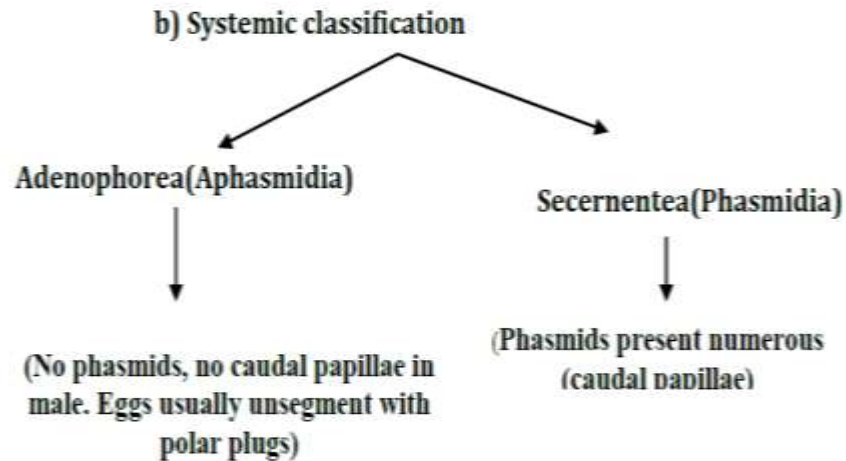 b) Systemic classification
Adenophorea(Aphasmidia)
Secernentea(Phasmidia)
(No phasmids, no caudal papillae in
male. Eggs usually unsegment with
polar plugs)
(Phasmids present numerous
(caudal papillae)